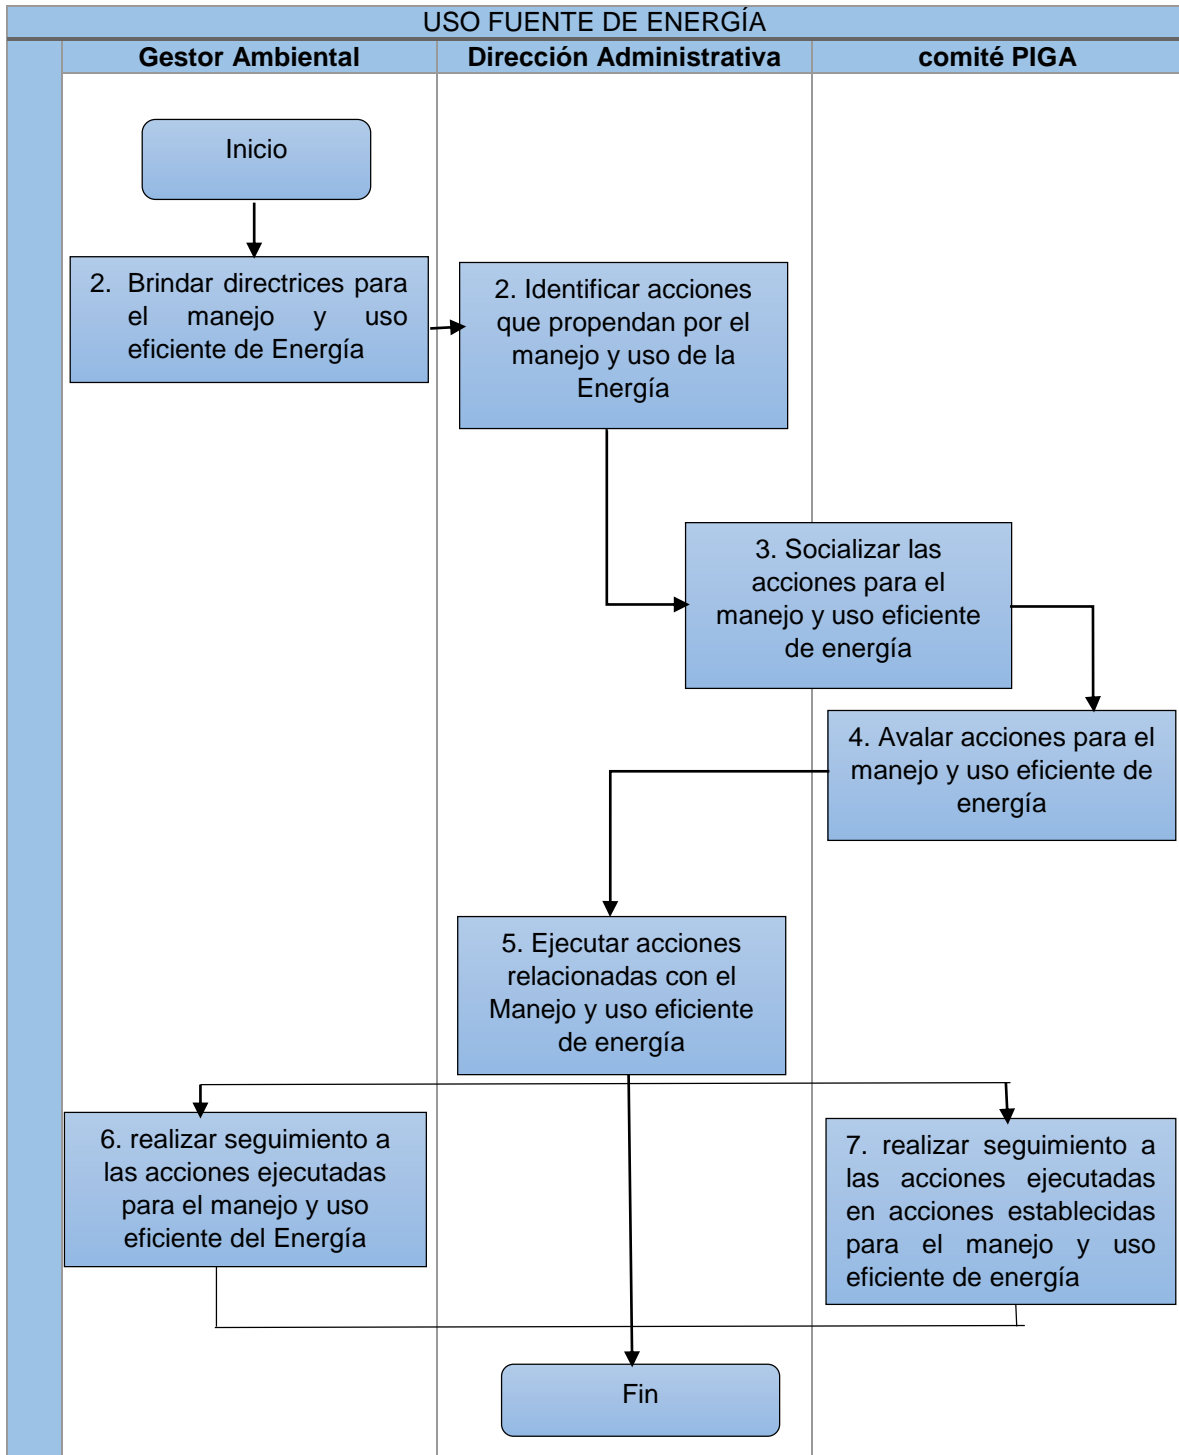 USO FUENTE DE ENERGÍA
Gestor Ambiental
Dirección Administrativa
comité PIGA
Inicio
2. Brindar directrices para
el manejo y uso
eficiente de Energía
2. Identificar acciones
que propendan por el
manejo y uso de la
Energía
3. Socializar las
acciones para el
manejo y uso eficiente
de energía
4. Avalar acciones para el
manejo y uso eficiente de
energía
5. Ejecutar acciones
relacionadas con el
Manejo y uso eficiente
de energía
6. realizar seguimiento a
las acciones ejecutadas
para el manejo y uso
eficiente del Energía
7. realizar seguimiento a
las acciones ejecutadas
en acciones establecidas
para el manejo y uso
eficiente de energía
Fin